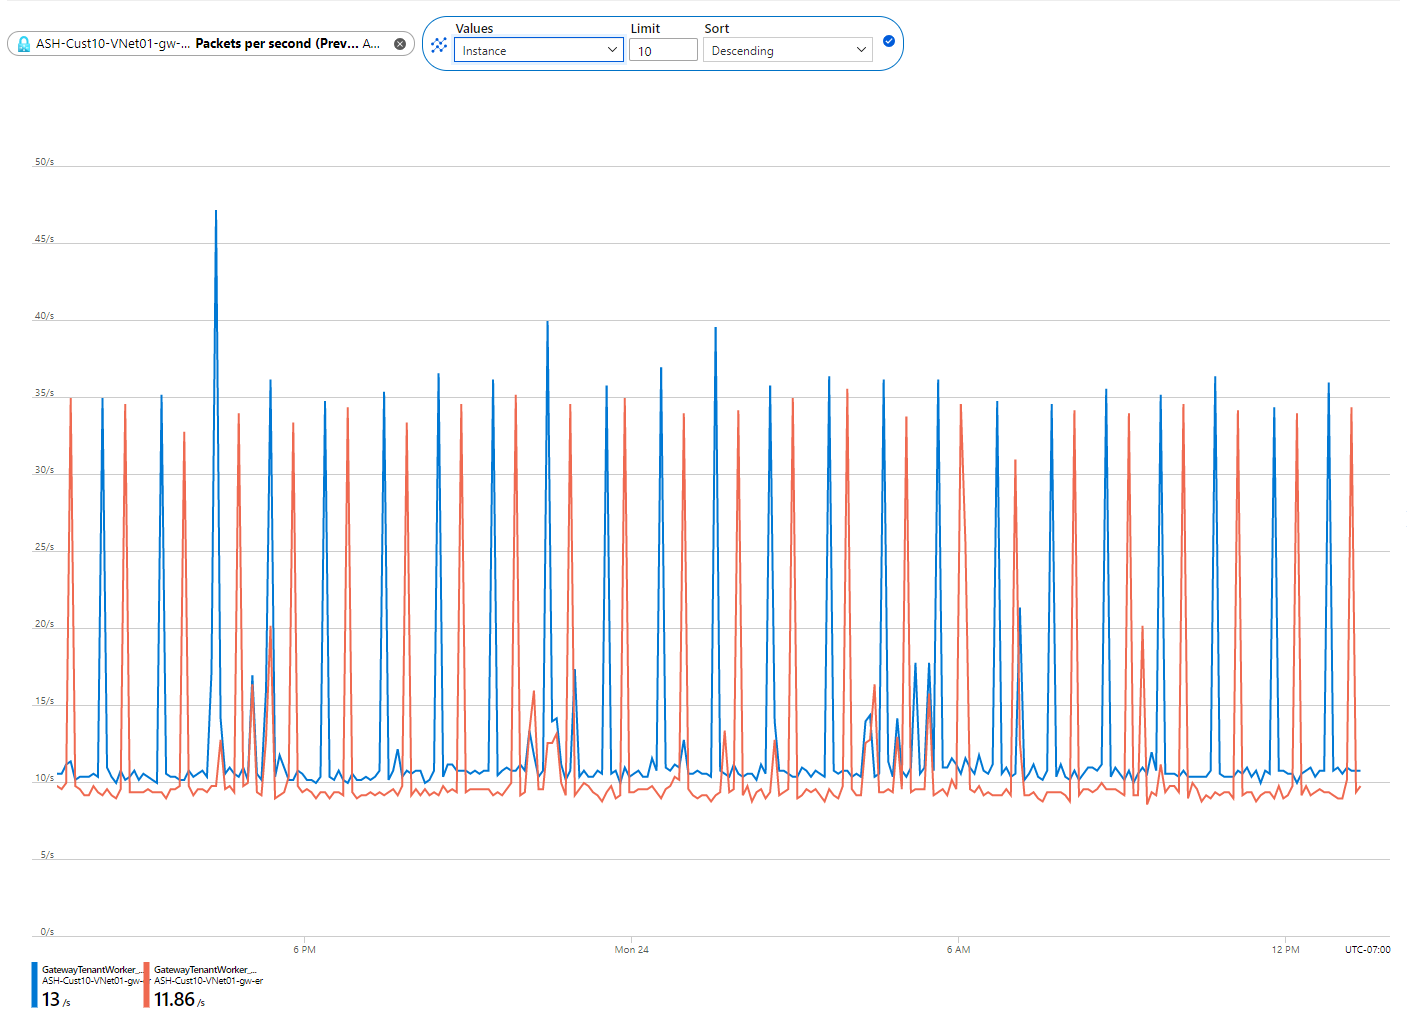 Values Limit Sort
ASH-Cust10-VNet01-gw-... Packets per second (Prev... A...
Instance 10 Descending
50/s
45/s
40/s
35/s
30/s
25/s
20/s
15/s
10/s
5/s
0/s
6 PM Mon 24 6 AM 12 PM UTC-07:00
GatewayTenantWorker_... GatewayTenantWorker_...
ASH-Cust10-VNet01-gw-er ASH-Cust10-VNet01-gw-er
13 /s 11.86 /s